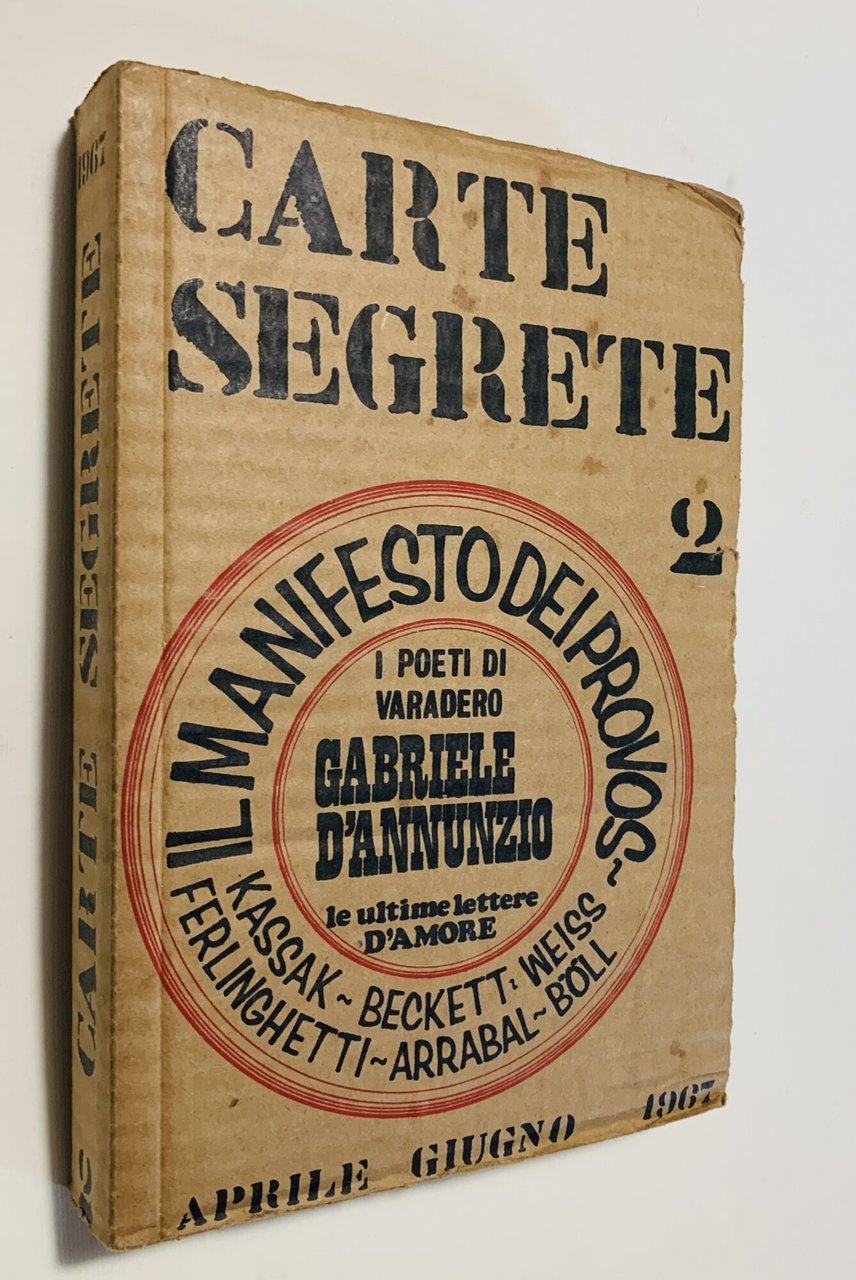 CARTE
SEGRETE
2
IL MANIFESTO DEI PROVOS ~
I POETI DI
VARADERO
GABRIELE
D'ANNUNZIO
le ultime lettere
D'AMORE
KASSAK ~ BECKETT: WEISS
FERLINGHETTI ~ ARRABAL ~ BÖLL
APRILE GIUGNO 1967
2 CARTE SEGRETE 1967